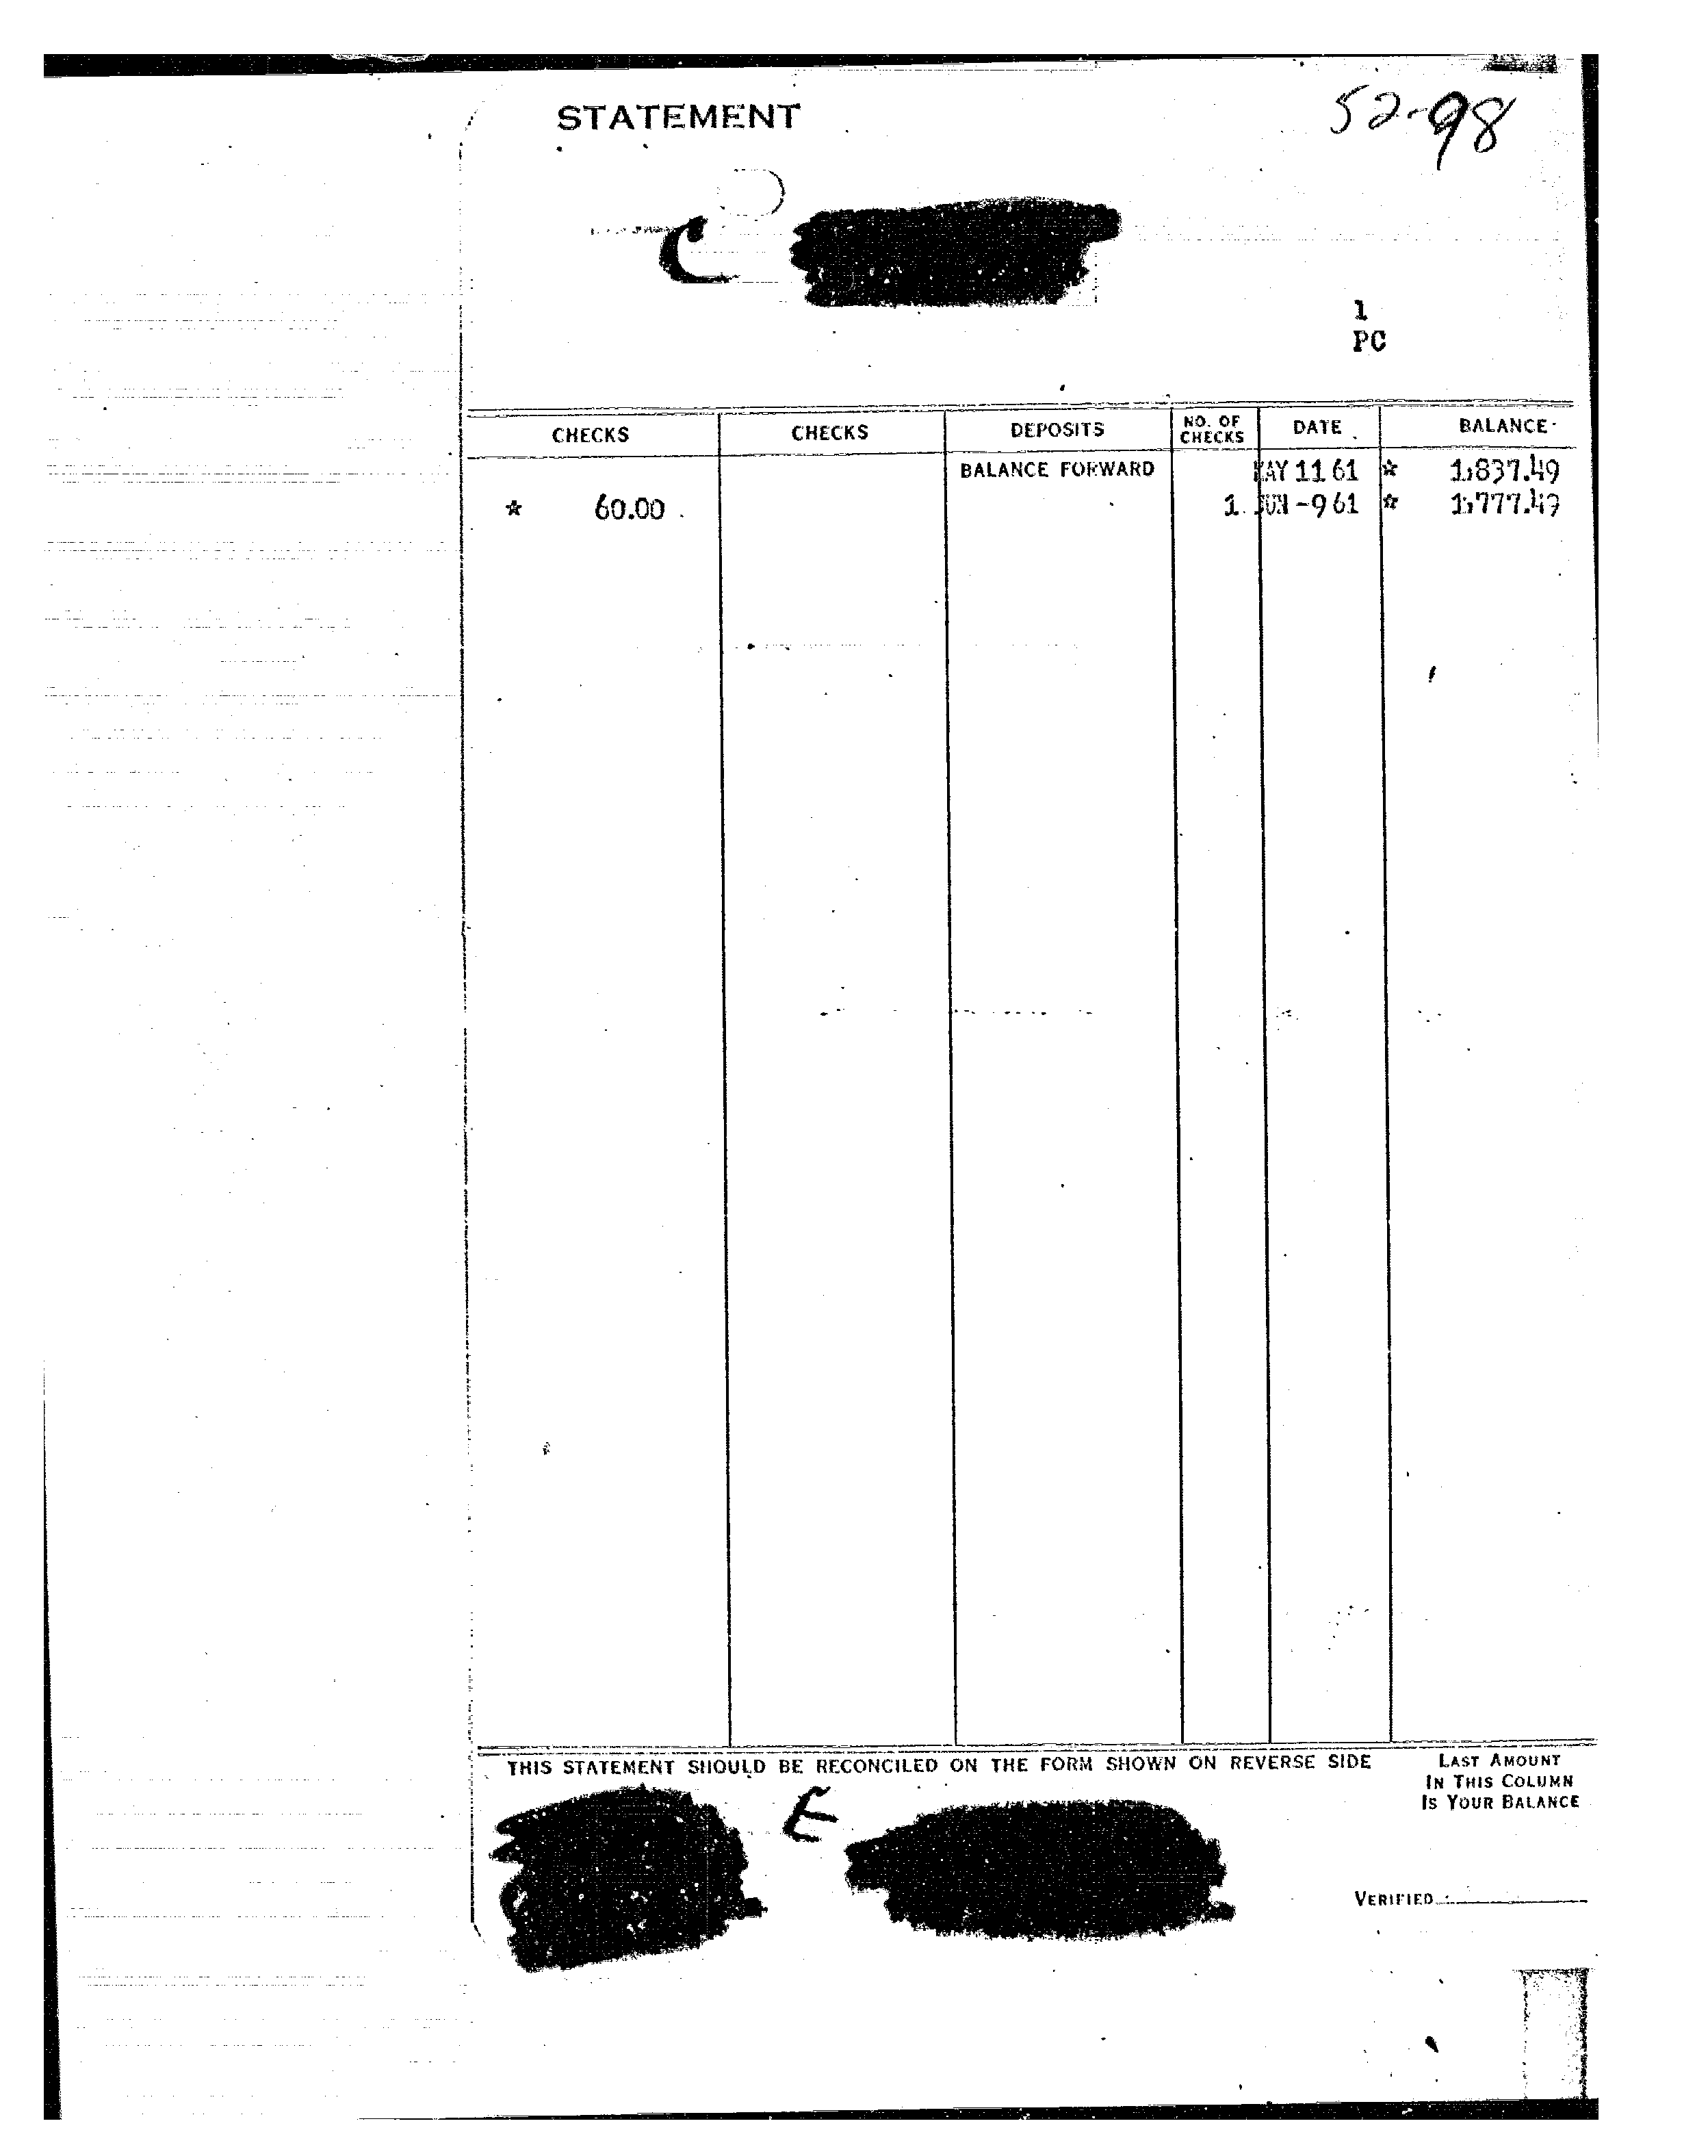 STATEMENT
52-98
C
1
PC
CHECKS CHECKS DEPOSITS NO. OF CHECKS DATE BALANCE
BALANCE FORWARD MAY 11 61 * 1,837.49
* 60.00 1 JUN -9 61 * 1,777.49
THIS STATEMENT SHOULD BE RECONCILED ON THE FORM SHOWN ON REVERSE SIDE
LAST AMOUNT
IN THIS COLUMN
IS YOUR BALANCE
E
VERIFIED